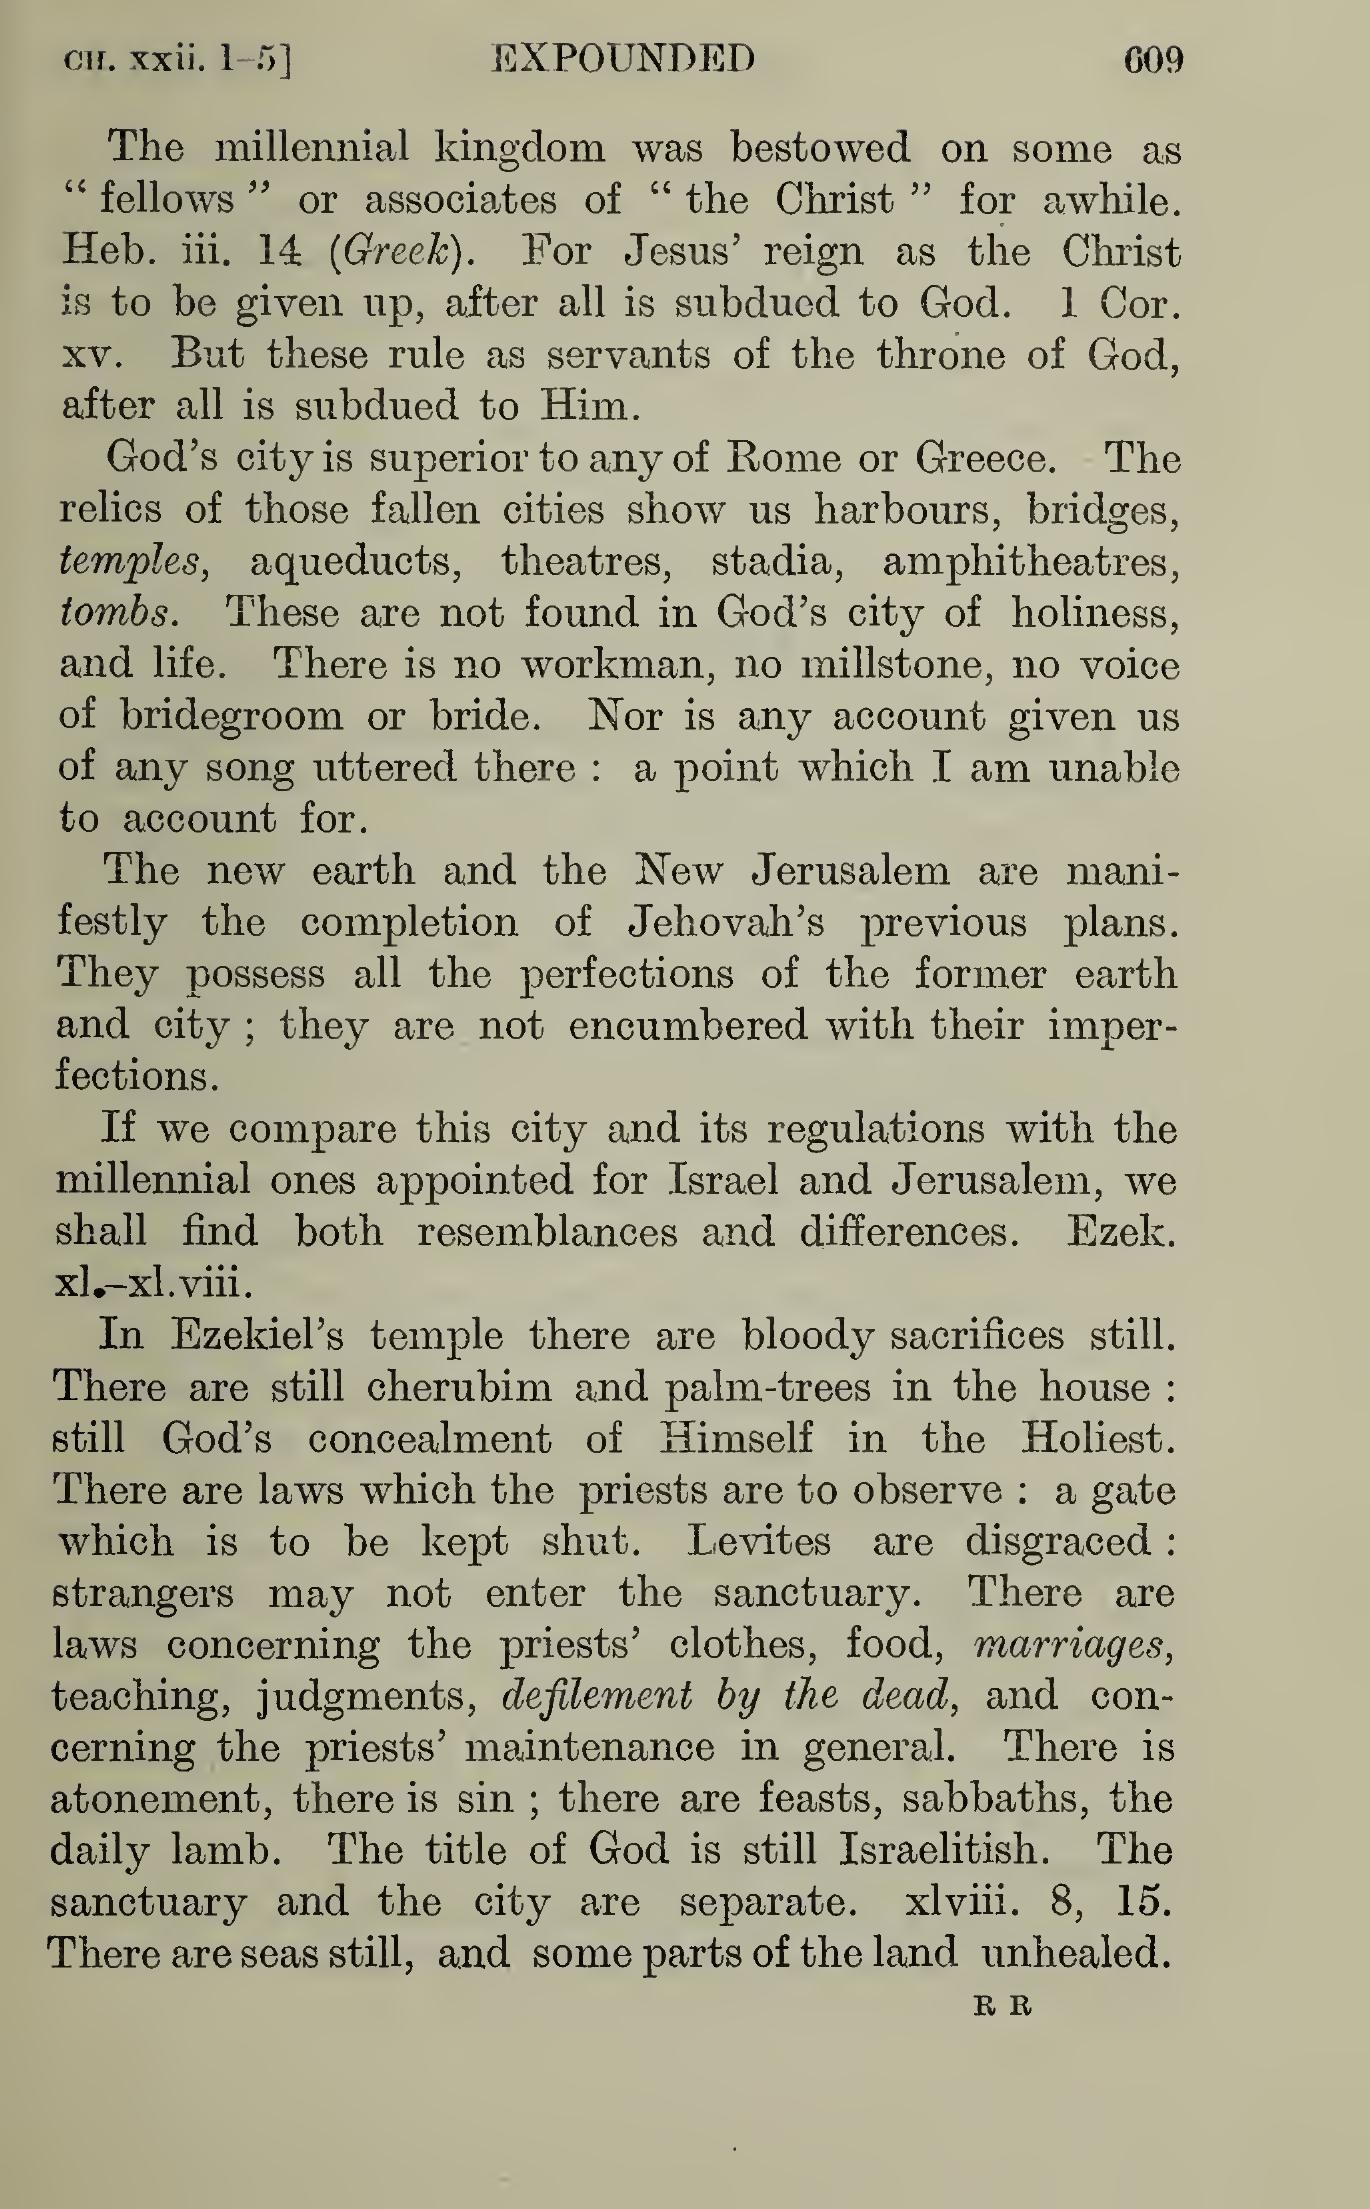 CH. xxii. 1-5] EXPOUNDED 609
The millennial kingdom was bestowed on some as
“ fellows ” or associates of “ the Christ ” for awhile.
Heb. iii. 14 (Greek). For Jesus’ reign as the Christ
is to be given up, after all is subdued to God. 1 Cor.
xv. But these rule as servants of the throne of God,
after all is subdued to Him.
God’s city is superior to any of Rome or Greece. The
relics of those fallen cities show us harbours, bridges,
temples, aqueducts, theatres, stadia, amphitheatres,
tombs. These are not found in God’s city of holiness,
and life. There is no workman, no millstone, no voice
of bridegroom or bride. Nor is any account given us
of any song uttered there : a point which I am unable
to account for.
The new earth and the New Jerusalem are mani-
festly the completion of Jehovah’s previous plans.
They possess all the perfections of the former earth
and city ; they are not encumbered with their imper-
fections.
If we compare this city and its regulations with the
millennial ones appointed for Israel and Jerusalem, we
shall find both resemblances and differences. Ezek.
xl.–xl.viii.
In Ezekiel’s temple there are bloody sacrifices still.
There are still cherubim and palm-trees in the house :
still God’s concealment of Himself in the Holiest.
There are laws which the priests are to observe : a gate
which is to be kept shut. Levites are disgraced :
strangers may not enter the sanctuary. There are
laws concerning the priests’ clothes, food, marriages,
teaching, judgments, defilement by the dead, and con-
cerning the priests’ maintenance in general. There is
atonement, there is sin ; there are feasts, sabbaths, the
daily lamb. The title of God is still Israelitish. The
sanctuary and the city are separate. xlviii. 8, 15.
There are seas still, and some parts of the land unhealed.
R R